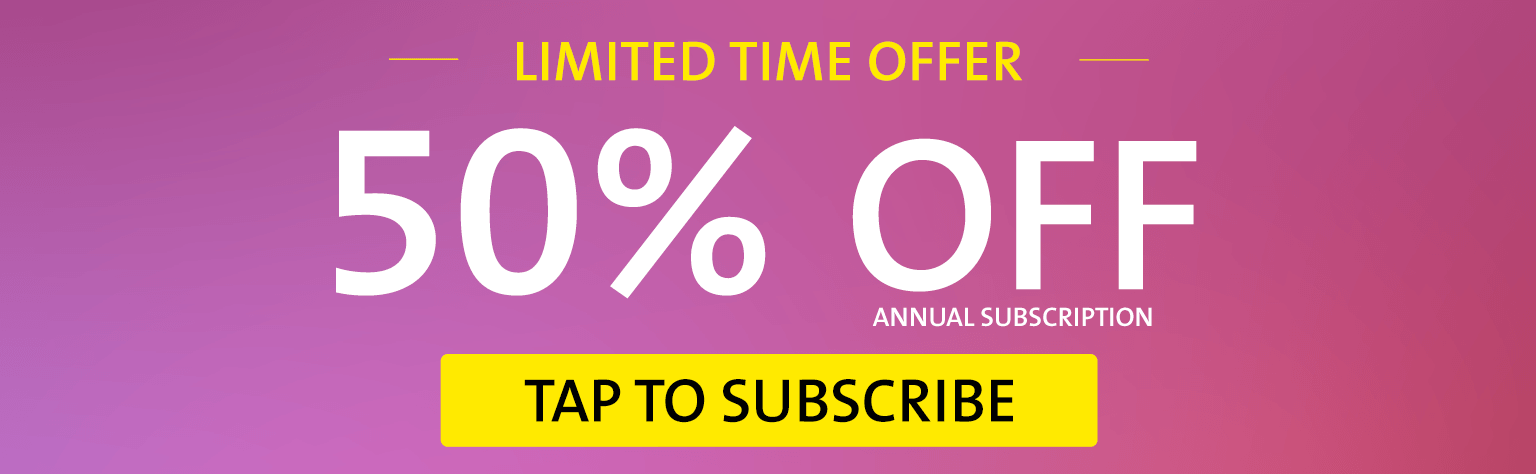 LIMITED TIME OFFER
50% OFF
ANNUAL SUBSCRIPTION
TAP TO SUBSCRIBE